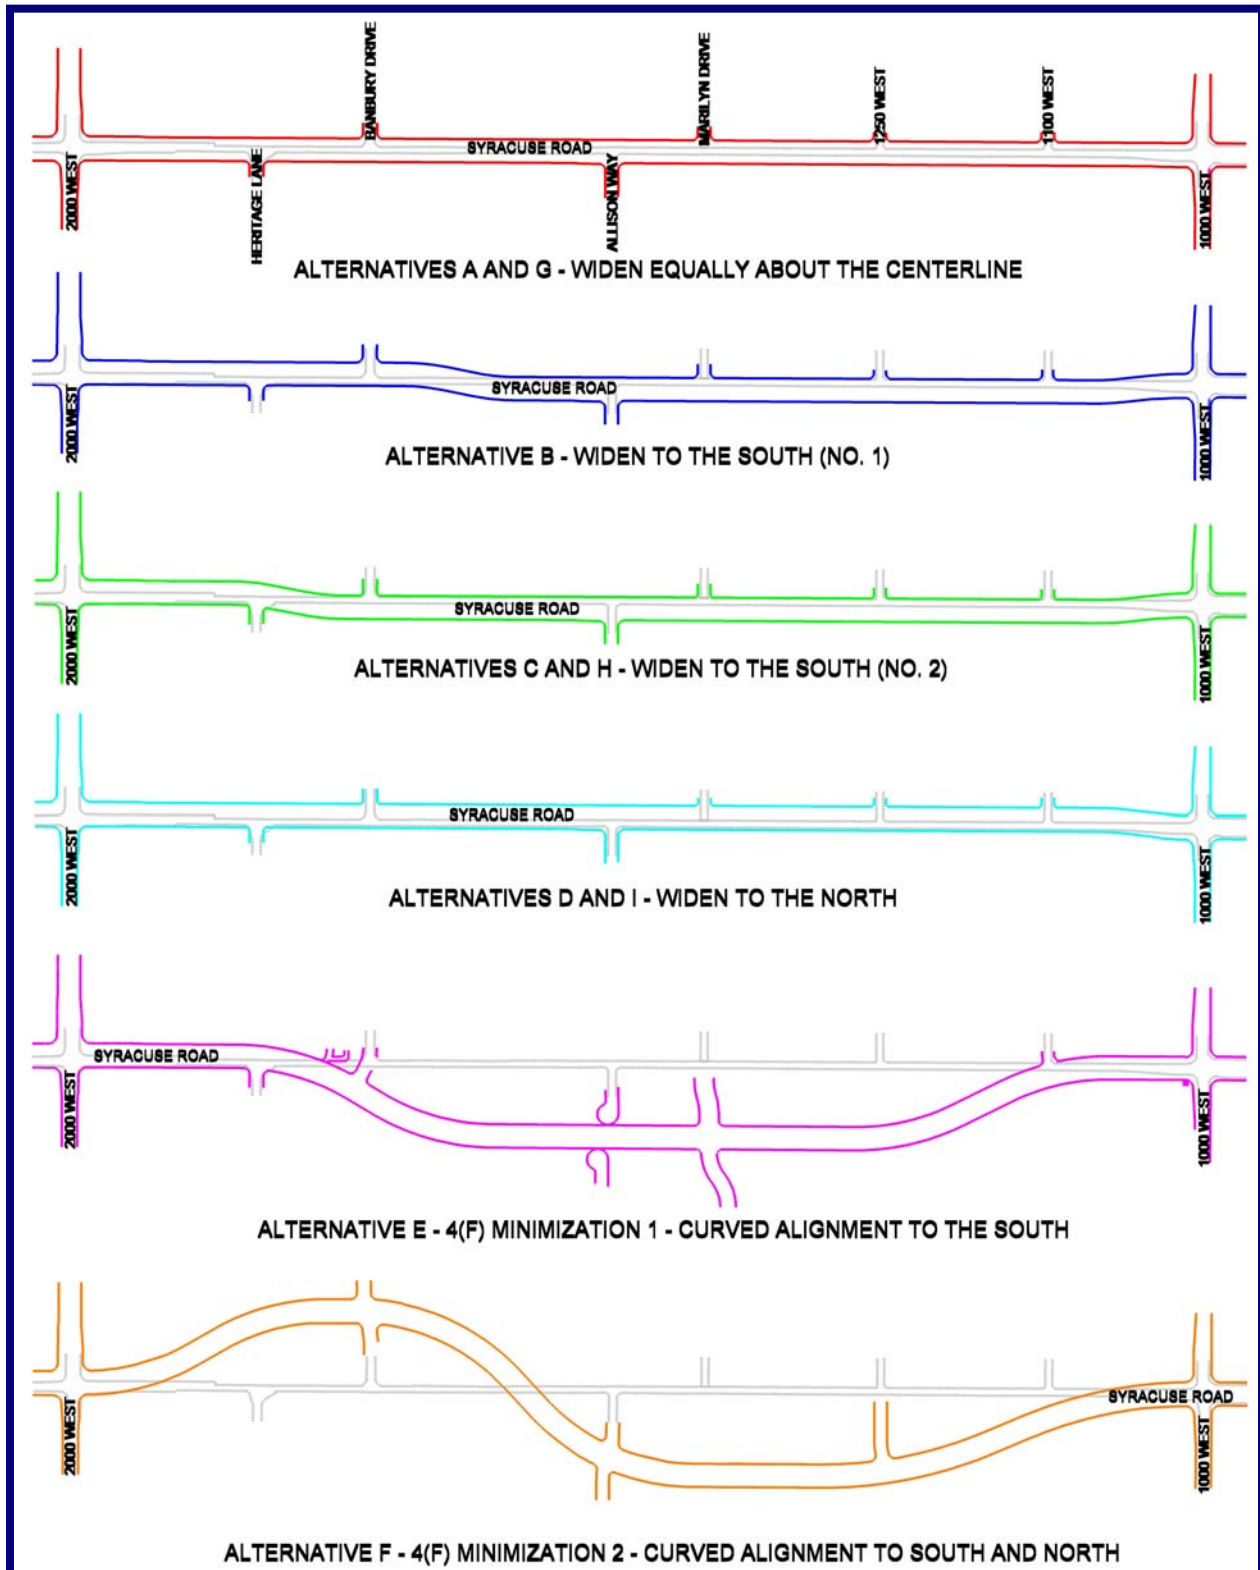 BANBURY DRIVE
MARILYN DRIVE
1250 WEST
1100 WEST
SYRACUSE ROAD
2000 WEST
HERITAGE LANE
ALLISON WAY
1000 WEST
ALTERNATIVES A AND G - WIDEN EQUALLY ABOUT THE CENTERLINE
SYRACUSE ROAD
2000 WEST
1000 WEST
ALTERNATIVE B - WIDEN TO THE SOUTH (NO. 1)
SYRACUSE ROAD
2000 WEST
1000 WEST
ALTERNATIVES C AND H - WIDEN TO THE SOUTH (NO. 2)
SYRACUSE ROAD
2000 WEST
1000 WEST
ALTERNATIVES D AND I - WIDEN TO THE NORTH
SYRACUSE ROAD
2000 WEST
1000 WEST
ALTERNATIVE E - 4(F) MINIMIZATION 1 - CURVED ALIGNMENT TO THE SOUTH
SYRACUSE ROAD
2000 WEST
1000 WEST
ALTERNATIVE F - 4(F) MINIMIZATION 2 - CURVED ALIGNMENT TO SOUTH AND NORTH